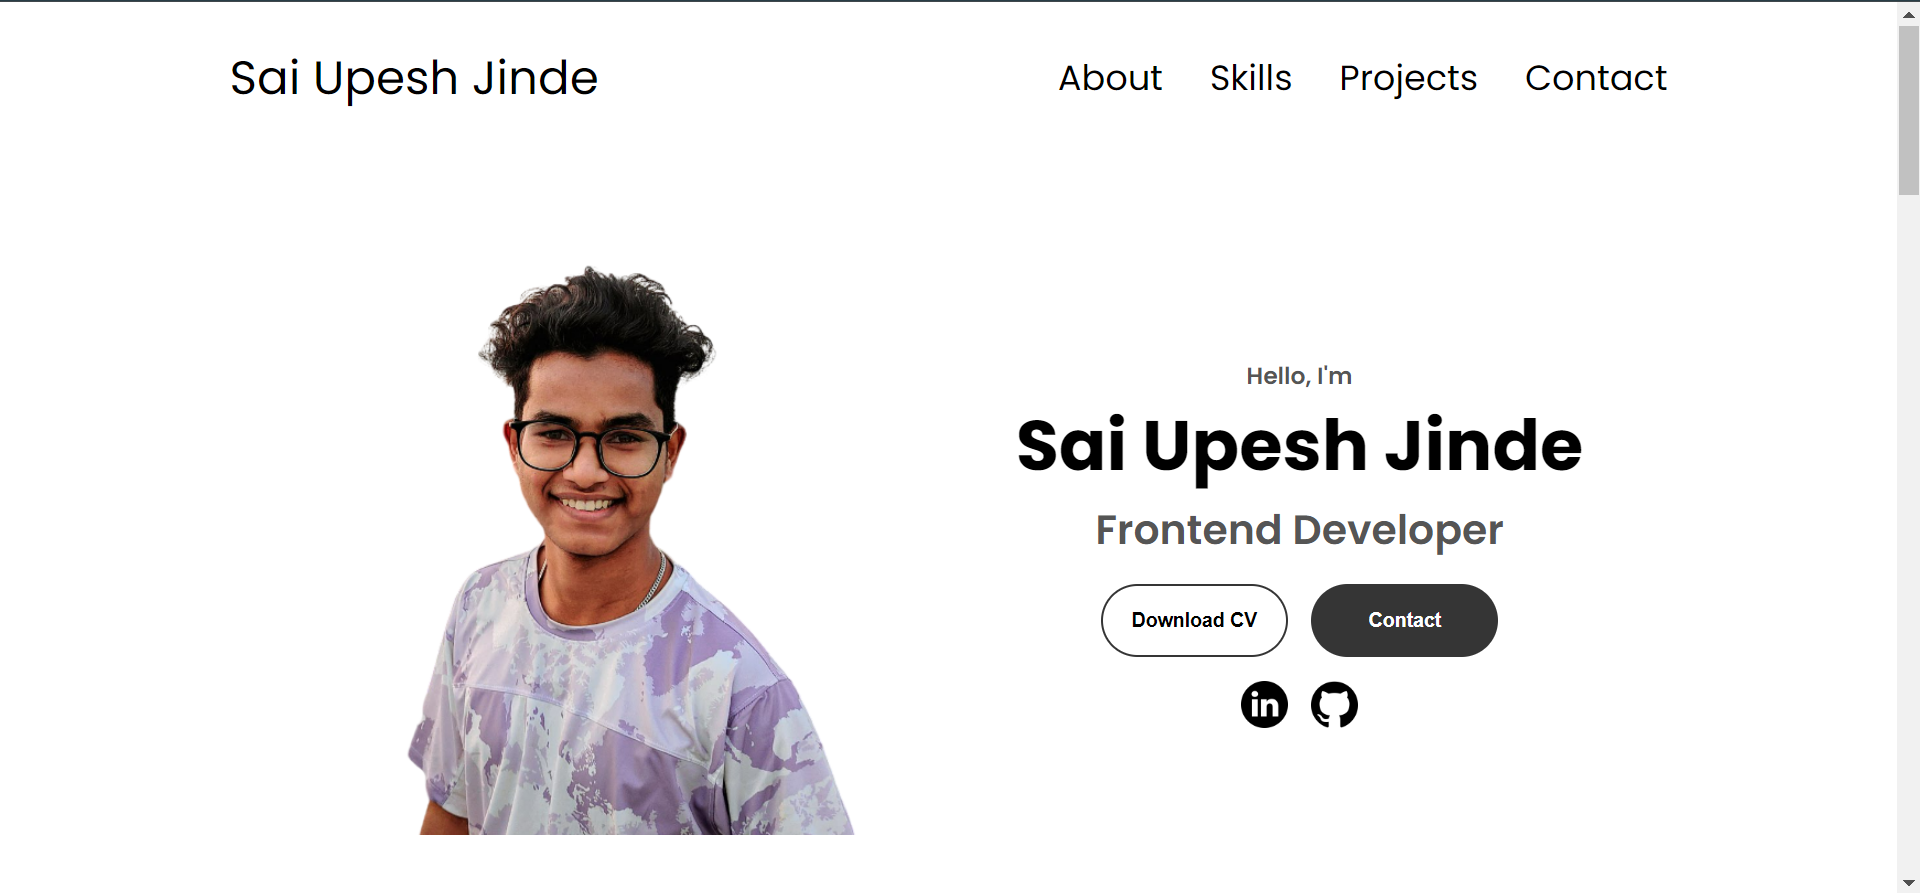 Sai Upesh Jinde
About Skills Projects Contact
Hello, I'm
Sai Upesh Jinde
Frontend Developer
Download CV Contact
in